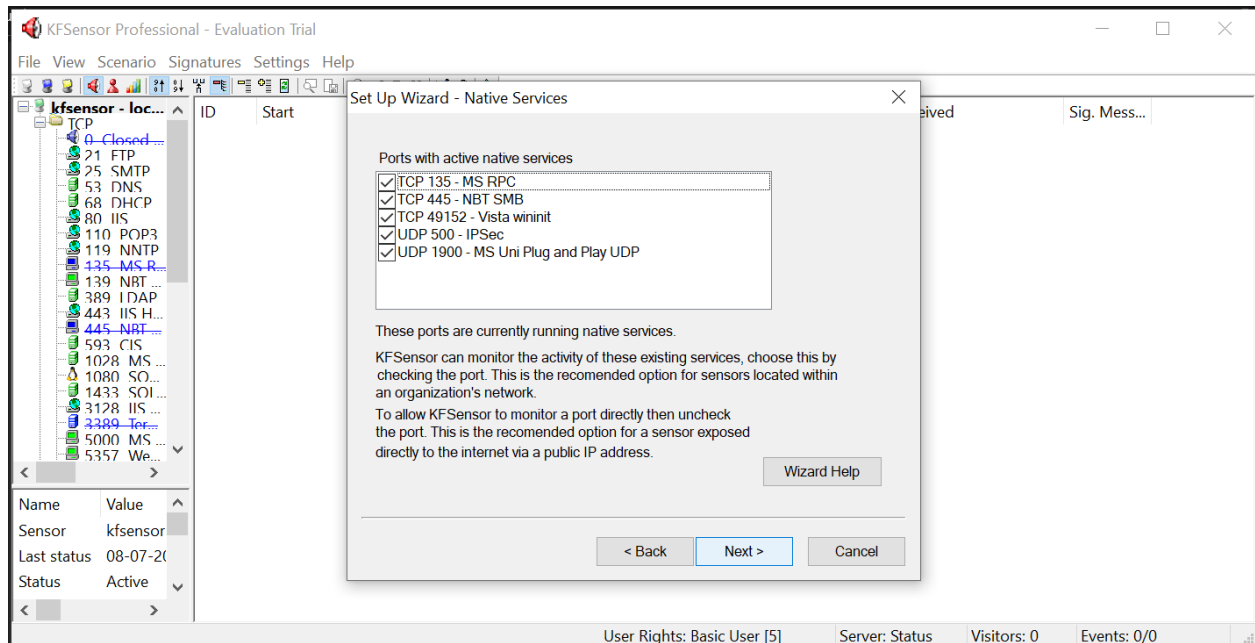 KFSensor Professional - Evaluation Trial
File View Scenario Signatures Settings Help
kfsensor - loc...
TCP
0 Closed ...
21 FTP
25 SMTP
53 DNS
68 DHCP
80 IIS
110 POP3
119 NNTP
135 MS R...
139 NBT ...
389 LDAP
443 IIS H...
445 NBT ...
593 CIS
1028 MS ...
1080 SO...
1433 SQL...
3128 IIS ...
3389 Ter...
5000 MS ...
5357 We...
ID Start eived Sig. Mess...
Set Up Wizard - Native Services
Ports with active native services
TCP 135 - MS RPC
TCP 445 - NBT SMB
TCP 49152 - Vista wininit
UDP 500 - IPSec
UDP 1900 - MS Uni Plug and Play UDP
These ports are currently running native services.
KFSensor can monitor the activity of these existing services, choose this by
checking the port. This is the recomended option for sensors located within
an organization's network.
To allow KFSensor to monitor a port directly then uncheck
the port. This is the recomended option for a sensor exposed
directly to the internet via a public IP address.
Wizard Help
< Back Next > Cancel
Name Value
Sensor kfsensor
Last status 08-07-20
Status Active
User Rights: Basic User [5] Server: Status Visitors: 0 Events: 0/0